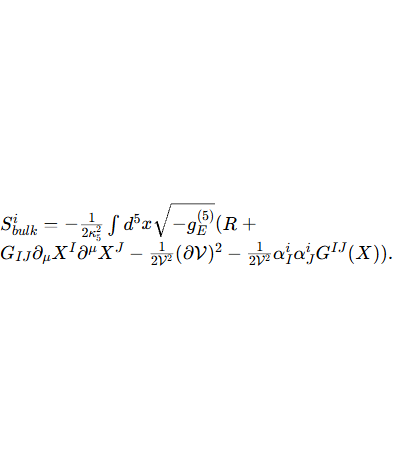 $S^i_{bulk} = -\frac{1}{2\kappa_5^2} \int d^5x \sqrt{-g_E^{(5)}} (R +$
$G_{IJ} \partial_\mu X^I \partial^\mu X^J - \frac{1}{2\mathcal{V}^2} (\partial \mathcal{V})^2 - \frac{1}{2\mathcal{V}^2} \alpha^i_I \alpha^i_J G^{IJ}(X)).$